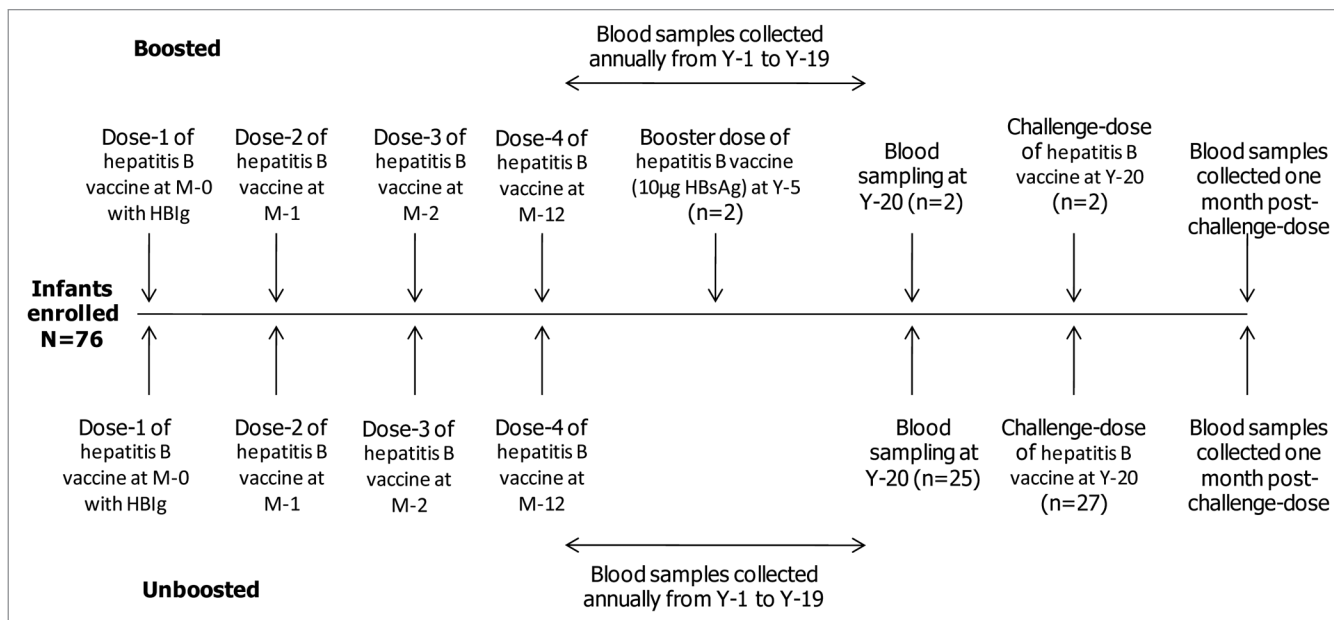 Boosted
Blood samples collected
annually from Y-1 to Y-19
Dose-1 of
hepatitis B
vaccine at M-0
with HBIg
Dose-2 of
hepatitis B
vaccine at
M-1
Dose-3 of
hepatitis B
vaccine at
M-2
Dose-4 of
hepatitis B
vaccine at
M-12
Booster dose of
hepatitis B vaccine
(10µg HBsAg) at Y-5
(n=2)
Blood
sampling at
Y-20 (n=2)
Challenge-dose
of hepatitis B
vaccine at Y-20
(n=2)
Blood samples
collected one
month post-
challenge-dose
Infants
enrolled
N=76
Dose-1 of
hepatitis B
vaccine at M-0
with HBIg
Dose-2 of
hepatitis B
vaccine at
M-1
Dose-3 of
hepatitis B
vaccine at
M-2
Dose-4 of
hepatitis B
vaccine at
M-12
Blood
sampling at
Y-20 (n=25)
Challenge-dose
of hepatitis B
vaccine at Y-20
(n=27)
Blood samples
collected one
month post-
challenge-dose
Blood samples collected
annually from Y-1 to Y-19
Unboosted